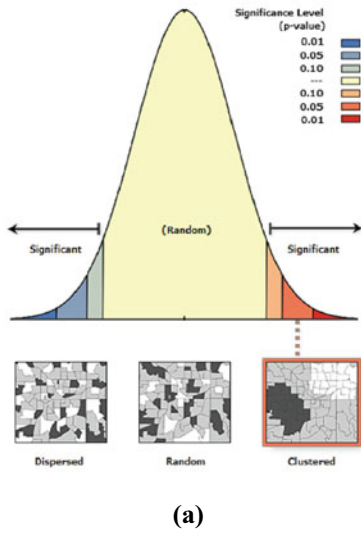 Significance Level
(p-value)
0.01
0.05
0.10
---
0.10
0.05
0.01
(Random)
Significant
Significant
Dispersed
Random
Clustered
(a)